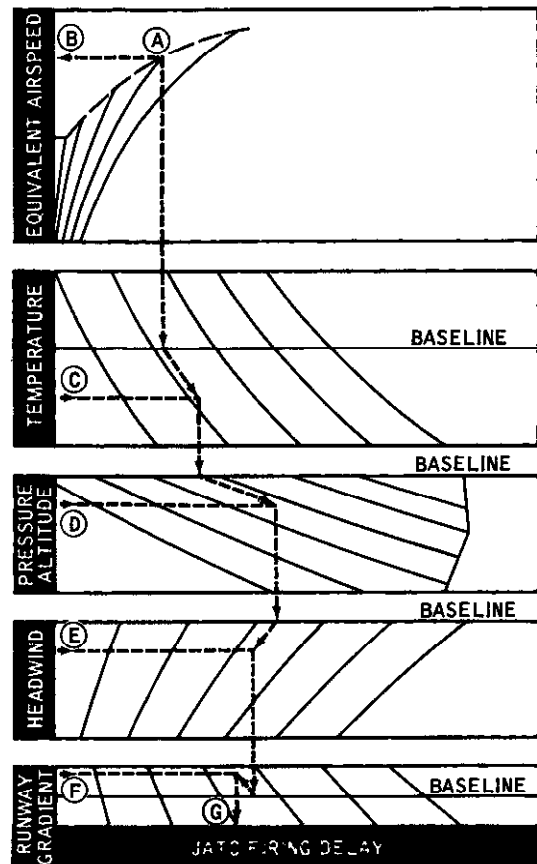 EQUIVALENT AIRSPEED
B
A
TEMPERATURE
BASELINE
C
BASELINE
PRESSURE
ALTITUDE
D
BASELINE
HEADWIND
E
RUNWAY
GRADIENT
F
BASELINE
G
JATO FIRING DELAY